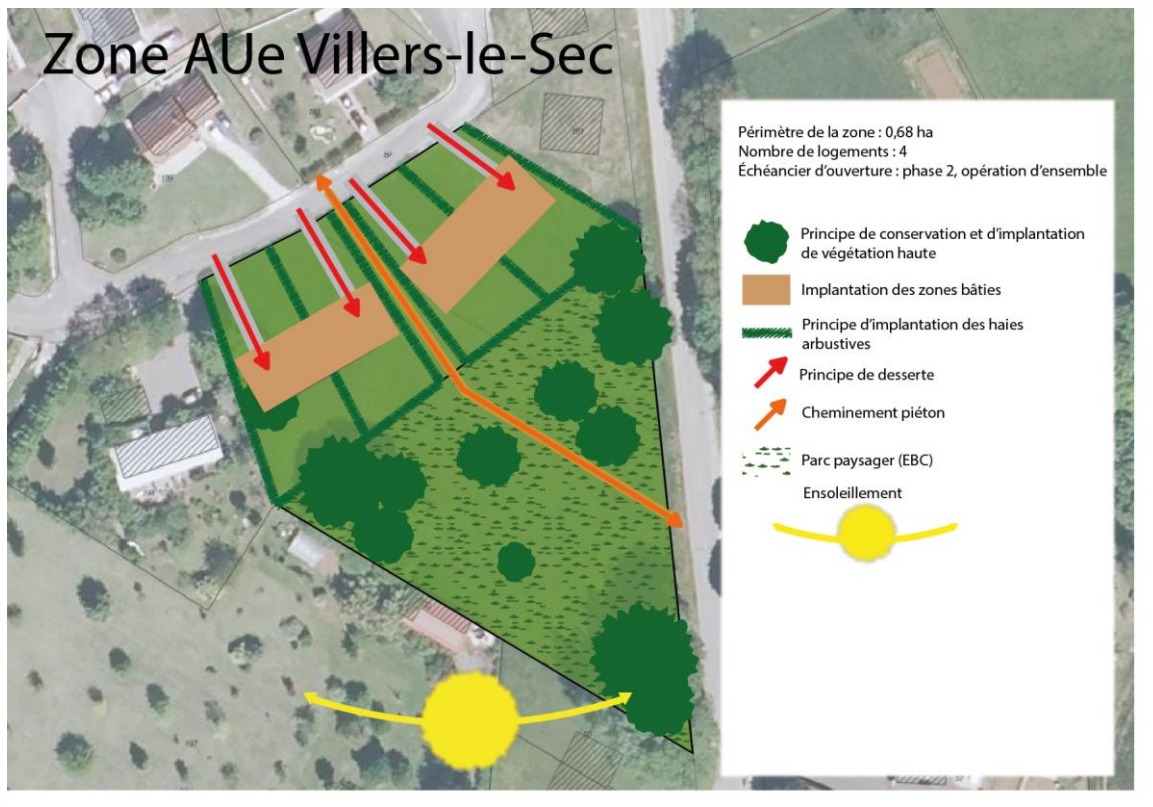 Zone AUe Villers-le-Sec
Périmètre de la zone : 0,68 ha
Nombre de logements : 4
Échéancier d'ouverture : phase 2, opération d'ensemble
Principe de conservation et d'implantation
de végétation haute
Implantation des zones bâties
Principe d'implantation des haies
arbustives
Principe de desserte
Cheminement piéton
Parc paysager (EBC)
Ensoleillement
197